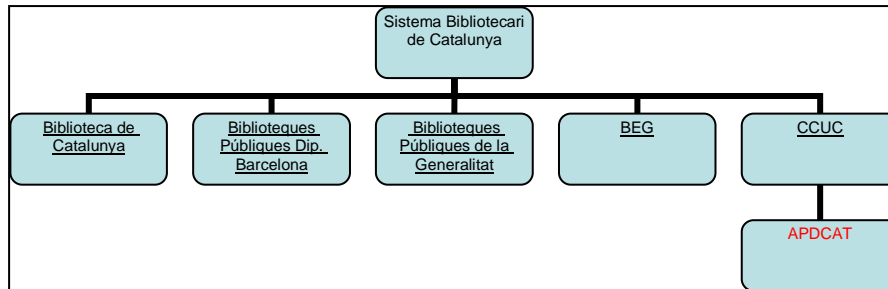 Sistema Bibliotecari
de Catalunya
Biblioteca de
Catalunya
Biblioteques
Públiques Dip.
Barcelona
Biblioteques
Públiques de la
Generalitat
BEG
CCUC
APDCAT